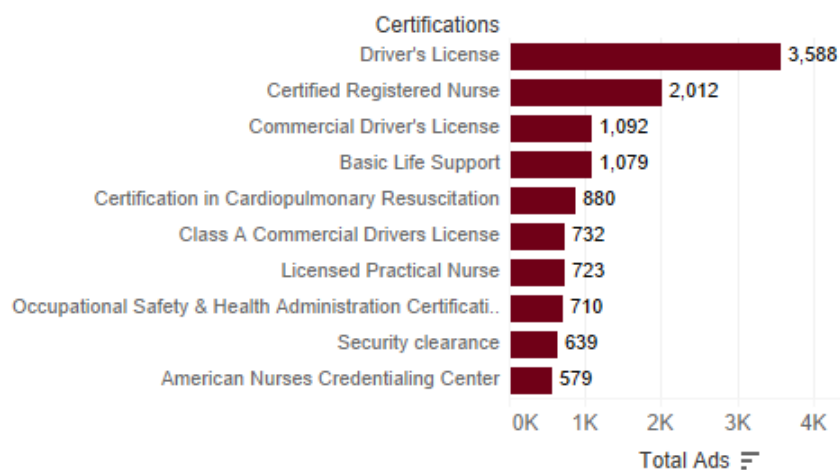 Certifications
Driver's License 3,588
Certified Registered Nurse 2,012
Commercial Driver's License 1,092
Basic Life Support 1,079
Certification in Cardiopulmonary Resuscitation 880
Class A Commercial Drivers License 732
Licensed Practical Nurse 723
Occupational Safety & Health Administration Certificati.. 710
Security clearance 639
American Nurses Credentialing Center 579
0K 1K 2K 3K 4K
Total Ads